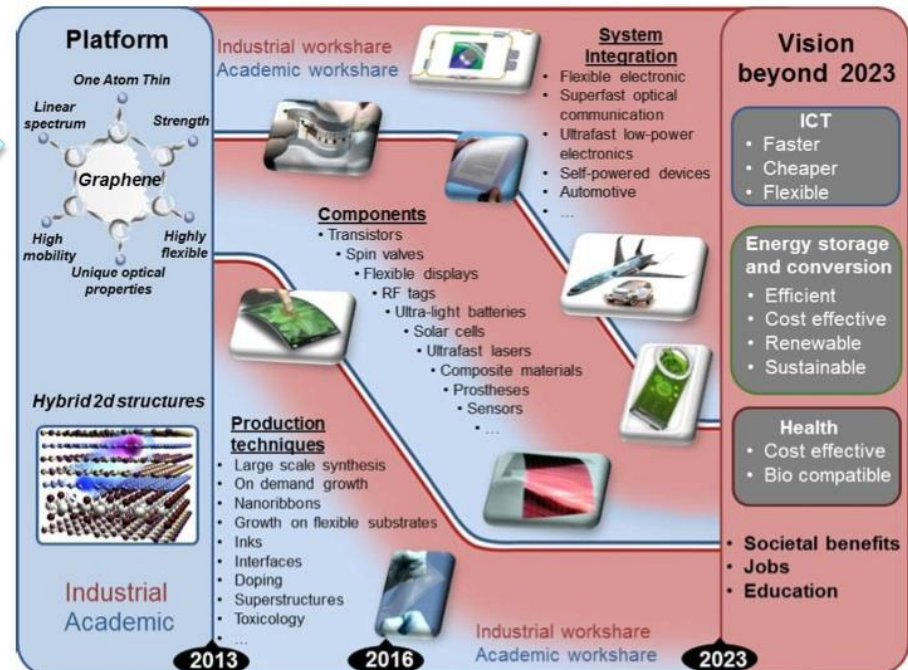 Platform
One Atom Thin
Linear
spectrum
Strength
Graphene
High
mobility
Highly
flexible
Unique optical
properties
Hybrid 2d structures
Industrial
Academic
Industrial workshare
Academic workshare
System
Integration
• Flexible electronic
• Superfast optical
communication
• Ultrafast low-power
electronics
• Self-powered devices
• Automotive
• ...
Components
• Transistors
• Spin valves
• Flexible displays
• RF tags
• Ultra-light batteries
• Solar cells
• Ultrafast lasers
• Composite materials
• Prostheses
• Sensors
• ...
Production
techniques
• Large scale synthesis
• On demand growth
• Nanoribbons
• Growth on flexible substrates
• Inks
• Interfaces
• Doping
• Superstructures
• Toxicology
• ...
Industrial workshare
Academic workshare
2013
2016
2023
Vision
beyond 2023
ICT
• Faster
• Cheaper
• Flexible
Energy storage
and conversion
• Efficient
• Cost effective
• Renewable
• Sustainable
Health
• Cost effective
• Bio compatible
• Societal benefits
• Jobs
• Education